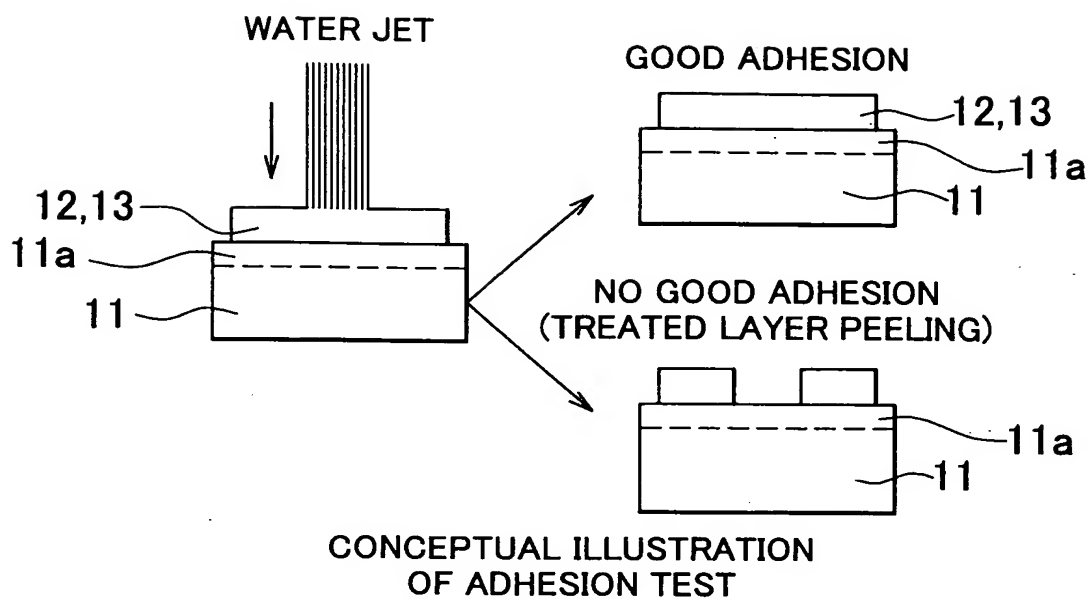 WATER JET
12,13
11a
11
GOOD ADHESION
12,13
11a
11
NO GOOD ADHESION
(TREATED LAYER PEELING)
11a
11
CONCEPTUAL ILLUSTRATION
OF ADHESION TEST